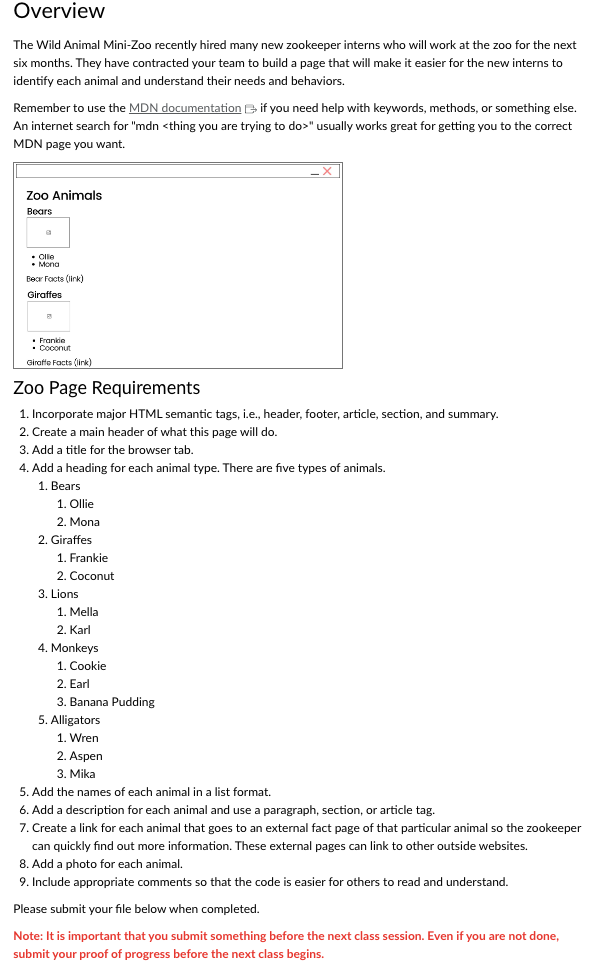 Overview
The Wild Animal Mini-Zoo recently hired many new zookeeper interns who will work at the zoo for the next
six months. They have contracted your team to build a page that will make it easier for the new interns to
identify each animal and understand their needs and behaviors.
Remember to use the MDN documentation if you need help with keywords, methods, or something else.
An internet search for "mdn <thing you are trying to do>" usually works great for getting you to the correct
MDN page you want.
Zoo Animals
Bears
• Ollie
• Mona
Bear Facts (link)
Giraffes
• Frankie
• Coconut
Giraffe Facts (link)
Zoo Page Requirements
1. Incorporate major HTML semantic tags, i.e., header, footer, article, section, and summary.
2. Create a main header of what this page will do.
3. Add a title for the browser tab.
4. Add a heading for each animal type. There are five types of animals.
1. Bears
1. Ollie
2. Mona
2. Giraffes
1. Frankie
2. Coconut
3. Lions
1. Mella
2. Karl
4. Monkeys
1. Cookie
2. Earl
3. Banana Pudding
5. Alligators
1. Wren
2. Aspen
3. Mika
5. Add the names of each animal in a list format.
6. Add a description for each animal and use a paragraph, section, or article tag.
7. Create a link for each animal that goes to an external fact page of that particular animal so the zookeeper
can quickly find out more information. These external pages can link to other outside websites.
8. Add a photo for each animal.
9. Include appropriate comments so that the code is easier for others to read and understand.
Please submit your file below when completed.
Note: It is important that you submit something before the next class session. Even if you are not done,
submit your proof of progress before the next class begins.